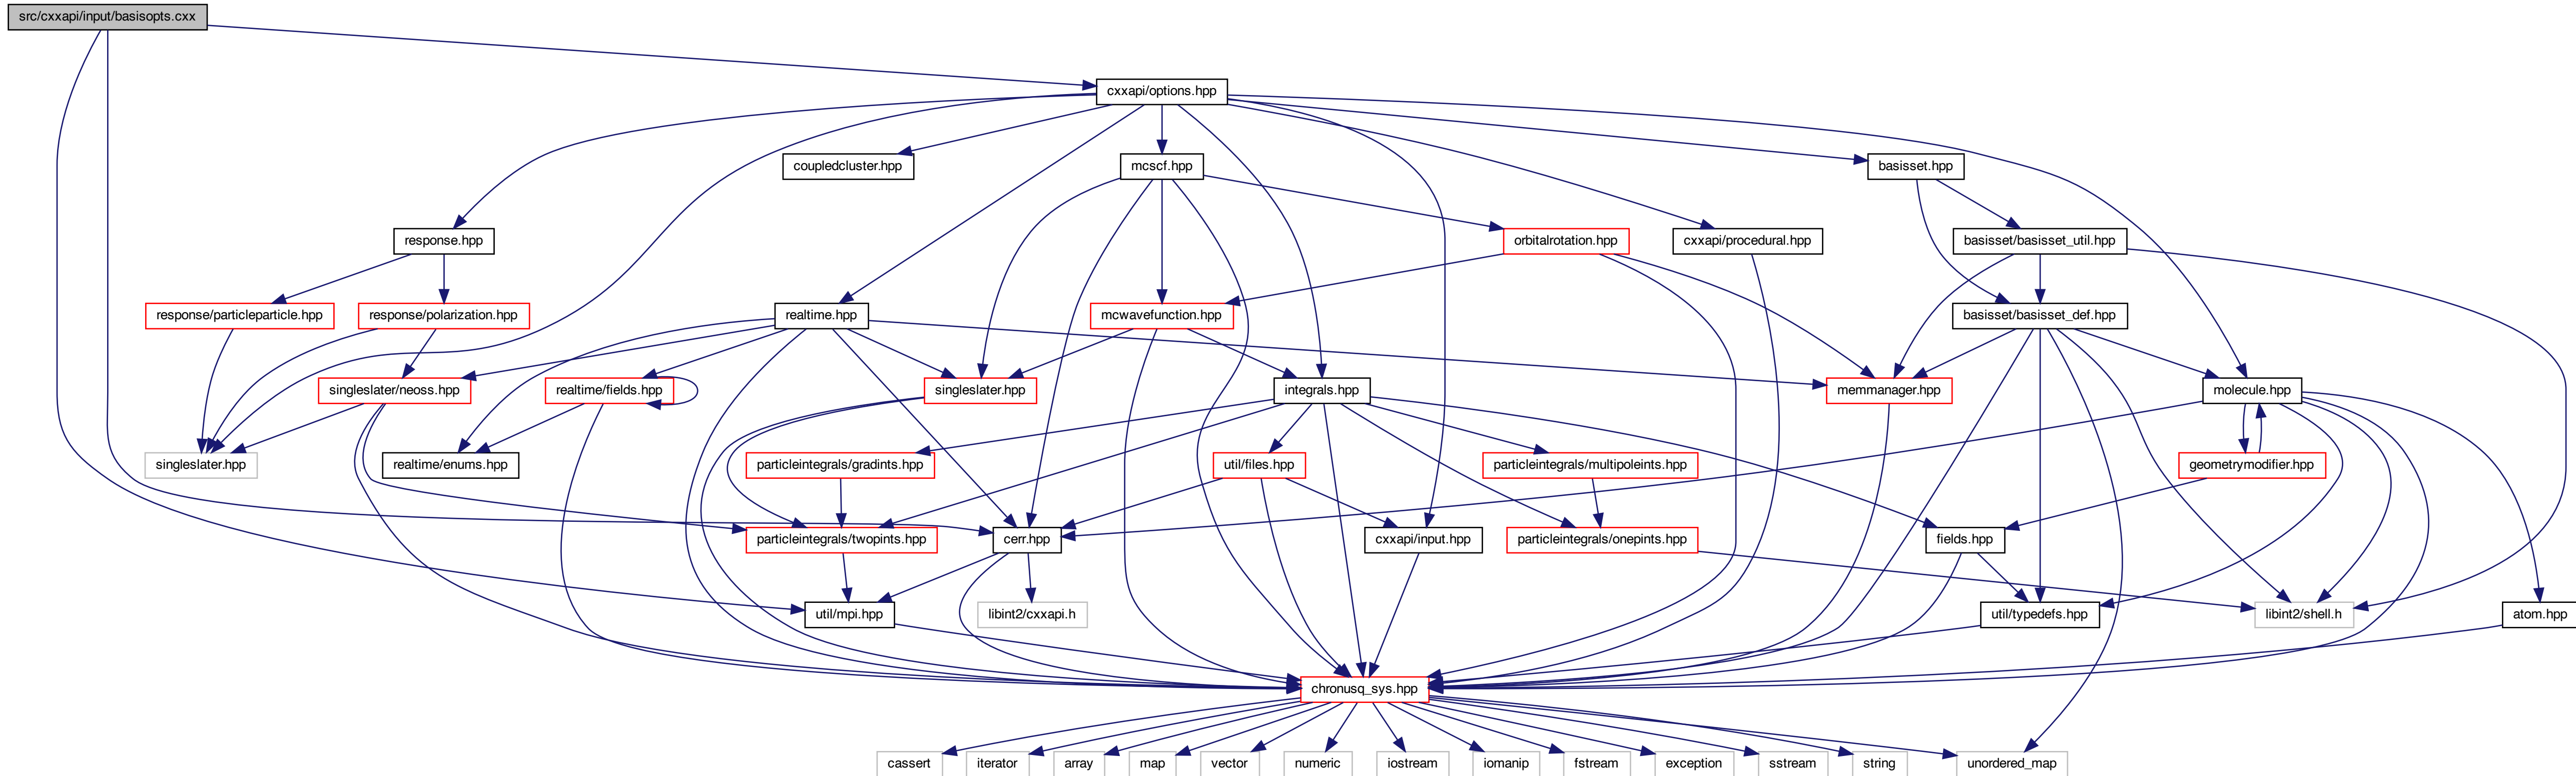 src/cxxapi/input/basisopts.cxx
cxxapi/options.hpp
coupledcluster.hpp
mcscf.hpp
basisset.hpp
response.hpp
orbitalrotation.hpp
cxxapi/procedural.hpp
basisset/basisset_util.hpp
response/particleparticle.hpp
response/polarization.hpp
realtime.hpp
mcwavefunction.hpp
basisset/basisset_def.hpp
singleslater/neoss.hpp
realtime/fields.hpp
singleslater.hpp
integrals.hpp
memmanager.hpp
molecule.hpp
singleslater.hpp
realtime/enums.hpp
particleintegrals/gradints.hpp
util/files.hpp
particleintegrals/multipoleints.hpp
geometrymodifier.hpp
particleintegrals/twopints.hpp
cerr.hpp
cxxapi/input.hpp
particleintegrals/onepints.hpp
fields.hpp
util/mpi.hpp
libint2/cxxapi.h
util/typedefs.hpp
libint2/shell.h
atom.hpp
chronusq_sys.hpp
cassert
iterator
array
map
vector
numeric
iostream
iomanip
fstream
exception
sstream
string
unordered_map